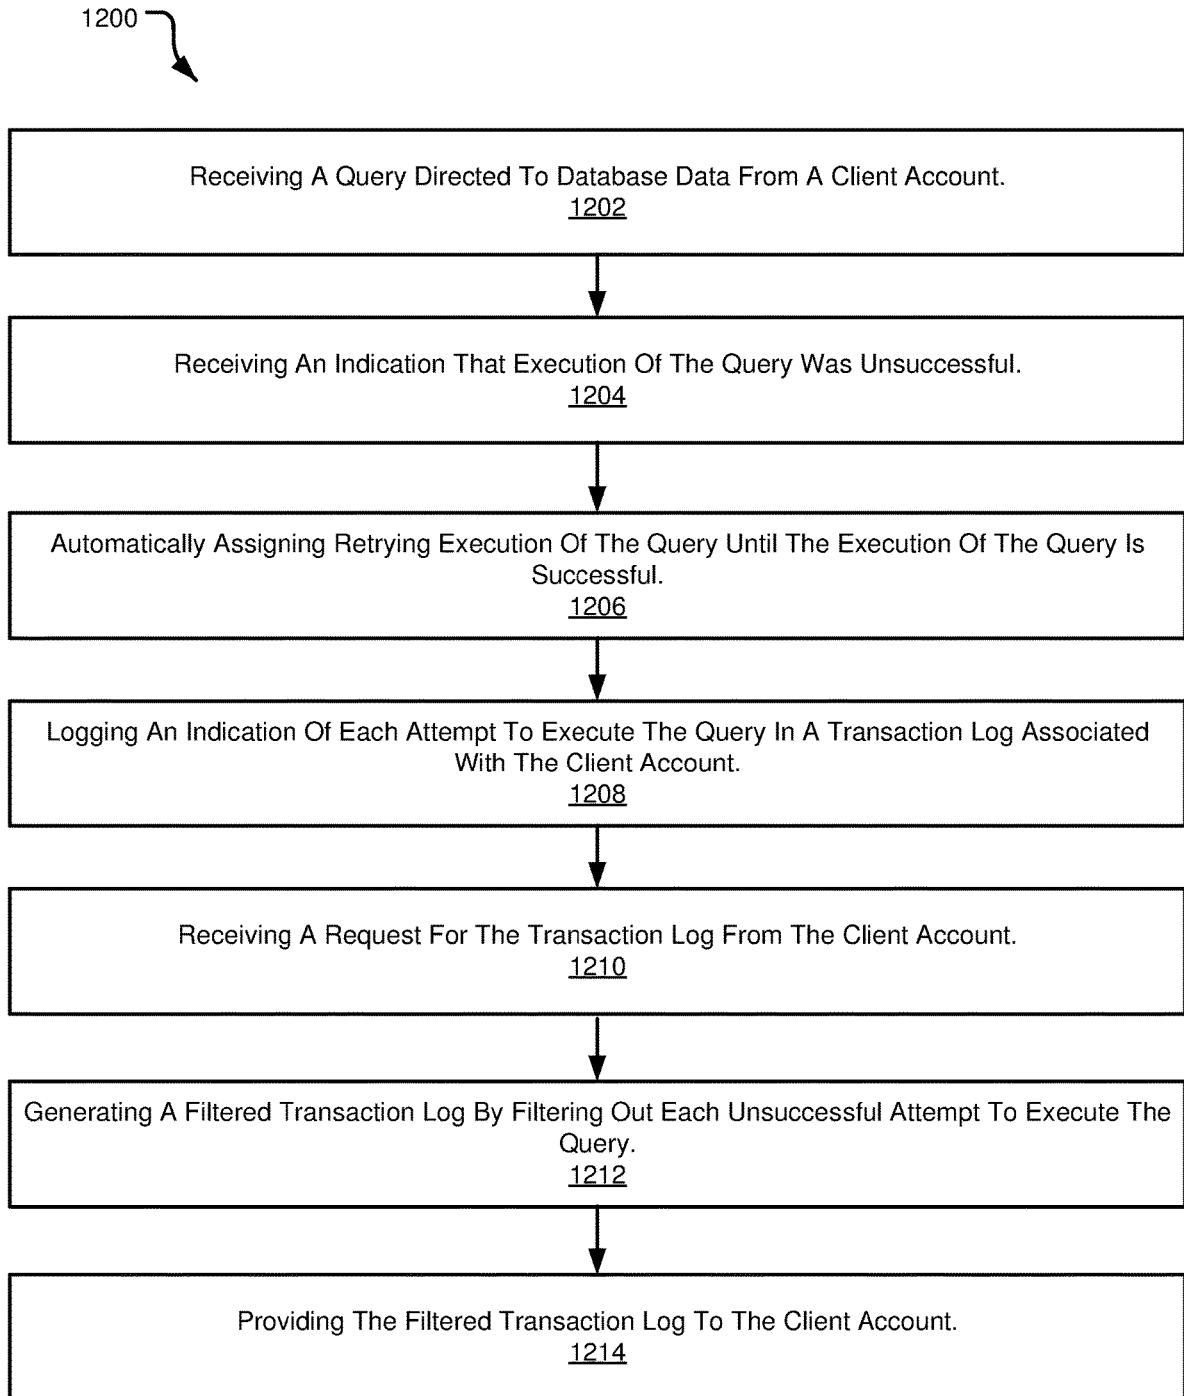 1200
Receiving A Query Directed To Database Data From A Client Account.
1202
Receiving An Indication That Execution Of The Query Was Unsuccessful.
1204
Automatically Assigning Retrying Execution Of The Query Until The Execution Of The Query Is
Successful.
1206
Logging An Indication Of Each Attempt To Execute The Query In A Transaction Log Associated
With The Client Account.
1208
Receiving A Request For The Transaction Log From The Client Account.
1210
Generating A Filtered Transaction Log By Filtering Out Each Unsuccessful Attempt To Execute The
Query.
1212
Providing The Filtered Transaction Log To The Client Account.
1214